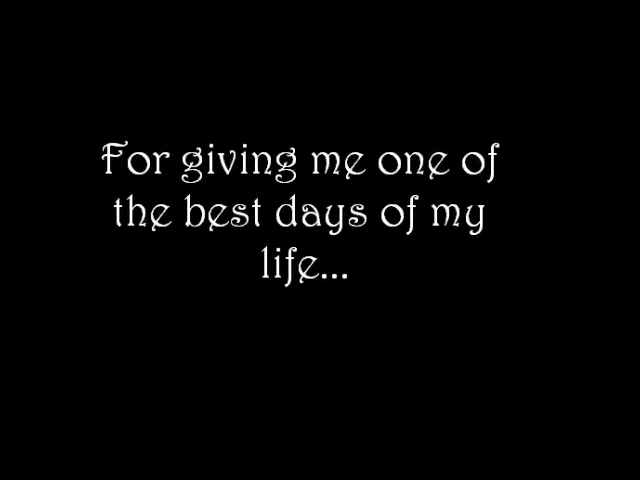 For giving me one of
the best days of my
life...